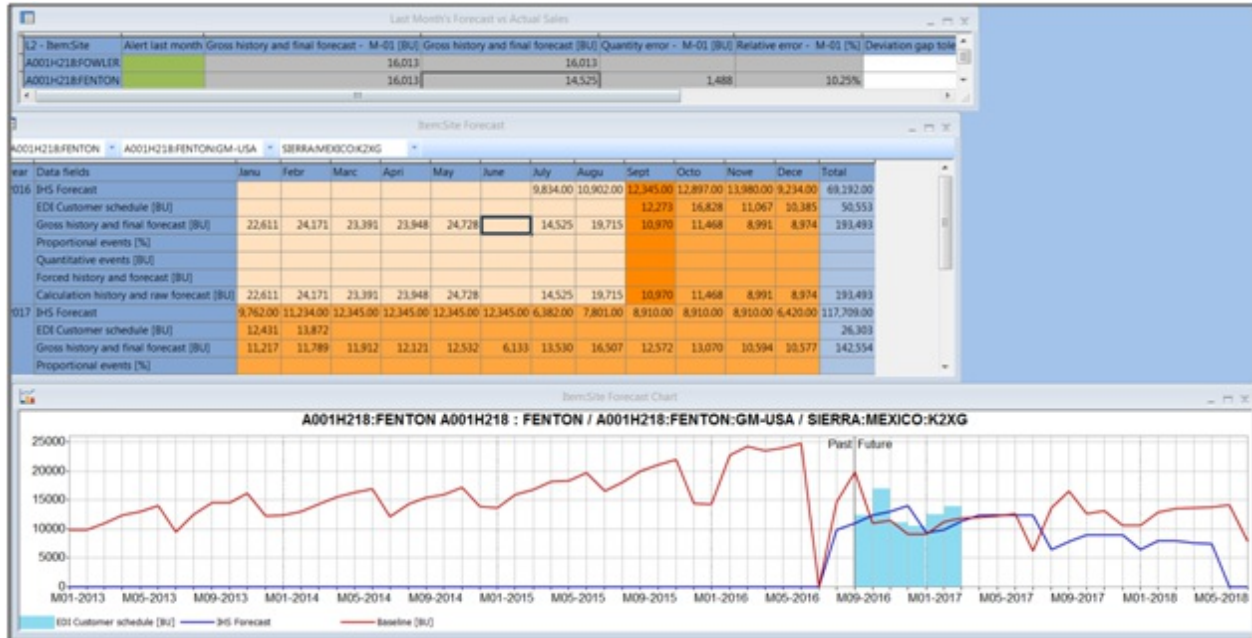 Last Month's Forecast vs Actual Sales
L2 - Item:Site Alert last month Gross history and final forecast - M-01 [BU] Gross history and final forecast [BU] Quantity error - M-01 [BU] Relative error - M-01 [%] Deviation gap tole
A001H218:FOWLER 16,013 16,013
A001H218:FENTON 16,013 14,525 1,488 10.25%
Item:Site Forecast
A001H218:FENTON A001H218:FENTON:GM-USA SIERRA:MEXICO:K2XG
ear Data fields Janu Febr Marc Apri May June July Augu Sept Octo Nove Dece Total
2016 IHS Forecast 9,834.00 10,902.00 12,345.00 12,897.00 13,980.00 9,234.00 69,192.00
EDI Customer schedule [BU] 12,273 16,828 11,067 10,385 50,553
Gross history and final forecast [BU] 22,611 24,171 23,391 23,948 24,728 14,525 19,715 10,970 11,468 8,991 8,974 193,493
Proportional events [%]
Quantitative events [BU]
Forced history and forecast [BU]
Calculation history and raw forecast [BU] 22,611 24,171 23,391 23,948 24,728 14,525 19,715 10,970 11,468 8,991 8,974 193,493
2017 IHS Forecast 9,762.00 11,234.00 12,345.00 12,345.00 12,345.00 12,345.00 6,382.00 7,801.00 8,910.00 8,910.00 8,910.00 6,420.00 117,709.00
EDI Customer schedule [BU] 12,431 13,872 26,303
Gross history and final forecast [BU] 11,217 11,789 11,912 12,121 12,532 6,133 13,530 16,507 12,572 13,070 10,594 10,577 142,554
Proportional events [%]
Item:Site Forecast Chart
A001H218:FENTON A001H218 : FENTON / A001H218:FENTON:GM-USA / SIERRA:MEXICO:K2XG
Past Future
25000
20000
15000
10000
5000
0
M01-2013 M05-2013 M09-2013 M01-2014 M05-2014 M09-2014 M01-2015 M05-2015 M09-2015 M01-2016 M05-2016 M09-2016 M01-2017 M05-2017 M09-2017 M01-2018 M05-2018
EDI Customer schedule [BU] IHS Forecast Baseline [BU]